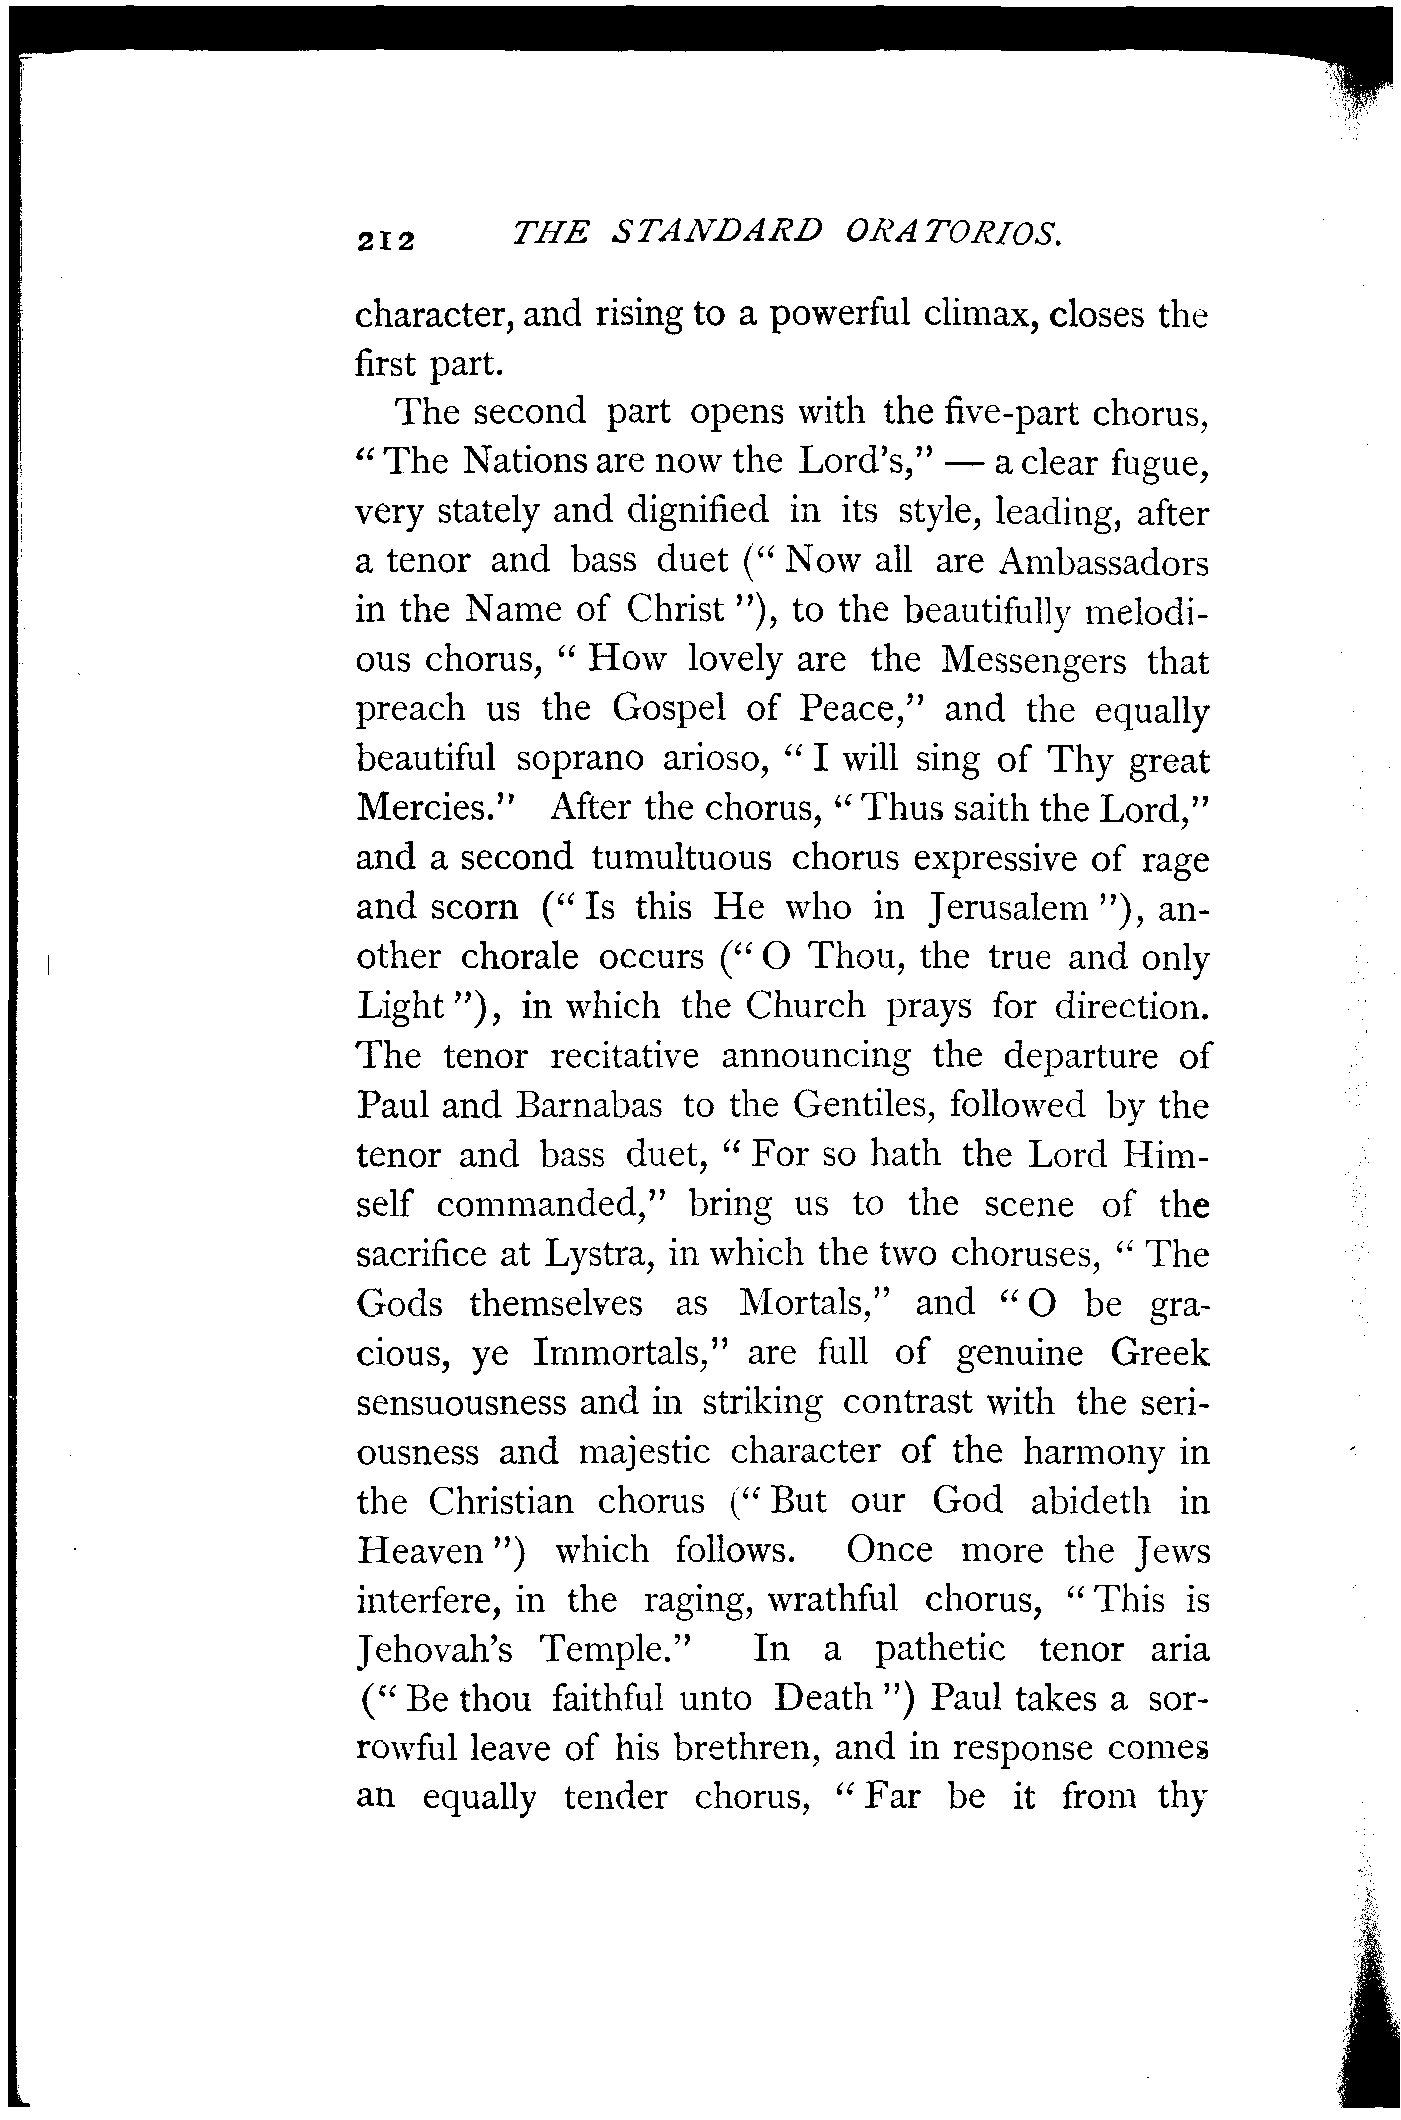 212 THE STANDARD ORATORIOS.
character, and rising to a powerful climax, closes the
first part.
The second part opens with the five-part chorus,
“ The Nations are now the Lord's,” — a clear fugue,
very stately and dignified in its style, leading, after
a tenor and bass duet (“ Now all are Ambassadors
in the Name of Christ ”), to the beautifully melodi-
ous chorus, “ How lovely are the Messengers that
preach us the Gospel of Peace,” and the equally
beautiful soprano arioso, “ I will sing of Thy great
Mercies.” After the chorus, “ Thus saith the Lord,”
and a second tumultuous chorus expressive of rage
and scorn (“ Is this He who in Jerusalem ”), an-
other chorale occurs (“ O Thou, the true and only
Light ”), in which the Church prays for direction.
The tenor recitative announcing the departure of
Paul and Barnabas to the Gentiles, followed by the
tenor and bass duet, “ For so hath the Lord Him-
self commanded,” bring us to the scene of the
sacrifice at Lystra, in which the two choruses, “ The
Gods themselves as Mortals,” and “ O be gra-
cious, ye Immortals,” are full of genuine Greek
sensuousness and in striking contrast with the seri-
ousness and majestic character of the harmony in
the Christian chorus (“ But our God abideth in
Heaven ”) which follows. Once more the Jews
interfere, in the raging, wrathful chorus, “ This is
Jehovah's Temple.” In a pathetic tenor aria
(“ Be thou faithful unto Death ”) Paul takes a sor-
rowful leave of his brethren, and in response comes
an equally tender chorus, “ Far be it from thy